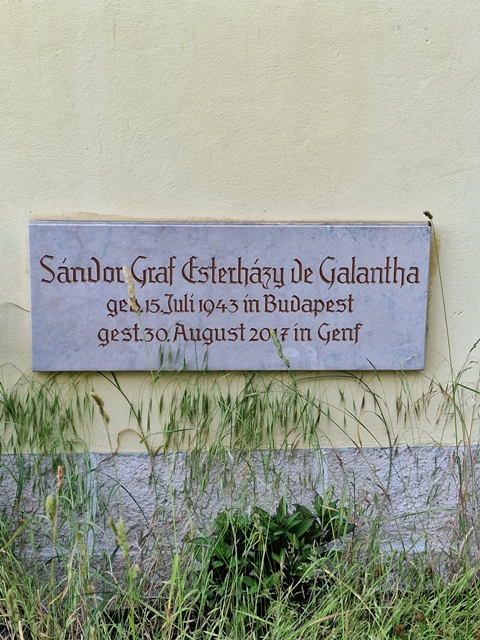 Sándor Graf Esterházy de Galantha
geb.15.Juli 1943 in Budapest
gest.30.August 2017 in Genf